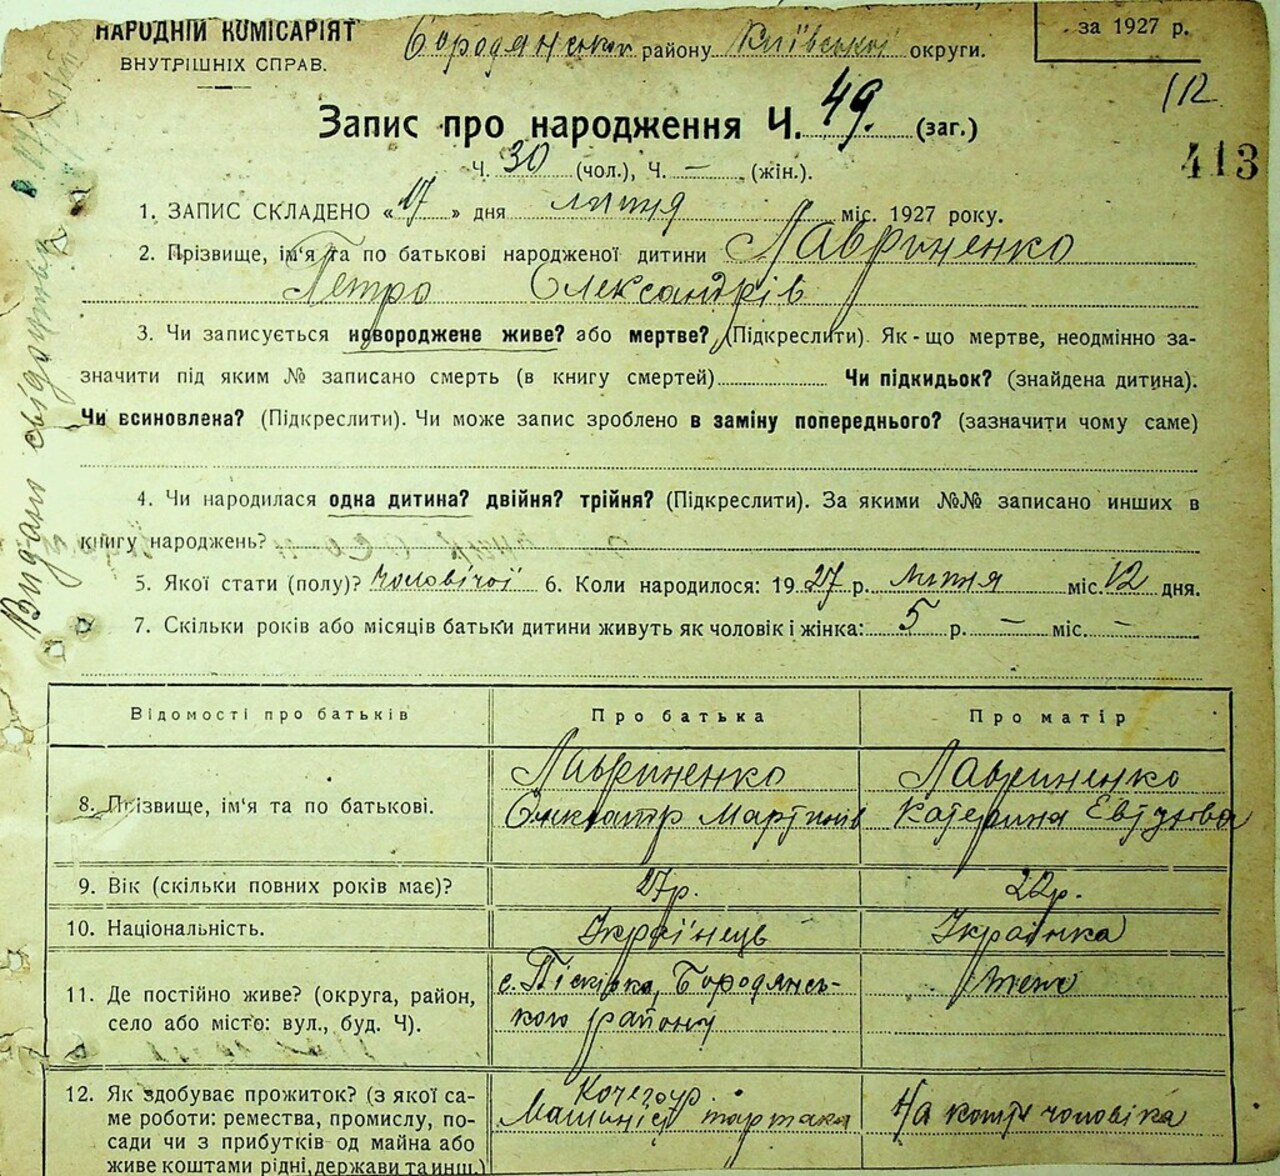 НАРОДНІЙ КОМІСАРІЯТ
ВНУТРІШНІХ СПРАВ.
Бородянськог району Київської округи.
за 1927 р.
112
Запис про народження Ч. 49. (заг.)
413
Ч. 30 (чол.), Ч. — (жін.).
1. ЗАПИС СКЛАДЕНО «17» дня липня міс. 1927 року.
2. Прізвище, ім'я та по батькові народженої дитини Лавриненко
Петро Олександрів
3. Чи записується новороджене живе? або мертве? (Підкреслити). Як-що мертве, неодмінно за-
значити під яким № записано смерть (в книгу смертей) Чи підкидьок? (знайдена дитина).
Чи всиновлена? (Підкреслити). Чи може запис зроблено в заміну попереднього? (зазначити чому саме)
4. Чи народилася одна дитина? двійня? трійня? (Підкреслити). За якими №№ записано инших в
книгу народжень?
5. Якої стати (полу)? чоловічої 6. Коли народилося: 1927 р. липня міс. 12 дня.
7. Скільки років або місяців батьки дитини живуть як чоловік і жінка: 5 р. — міс. —
Видано
Відомості про батьків Про батька Про матір
8. Прізвище, ім'я та по батькові.
Лавриненко
Олександр Мартинів
Лавриненко
Катерина Евтухова
9. Вік (скільки повних років має)? 27р. 22р.
10. Національність. Українець Українка
11. Де постійно живе? (округа, район,
село або місто: вул., буд. Ч).
с. Пісківка, Бородянсь-
кого району
теж
12. Як здобуває прожиток? (з якої са-
ме роботи: ремества, промислу, по-
сади чи з прибутків од майна або
живе коштами рідні, держави та инш.)
Кочегар
Машиніст тартака
На кошті чоловіка